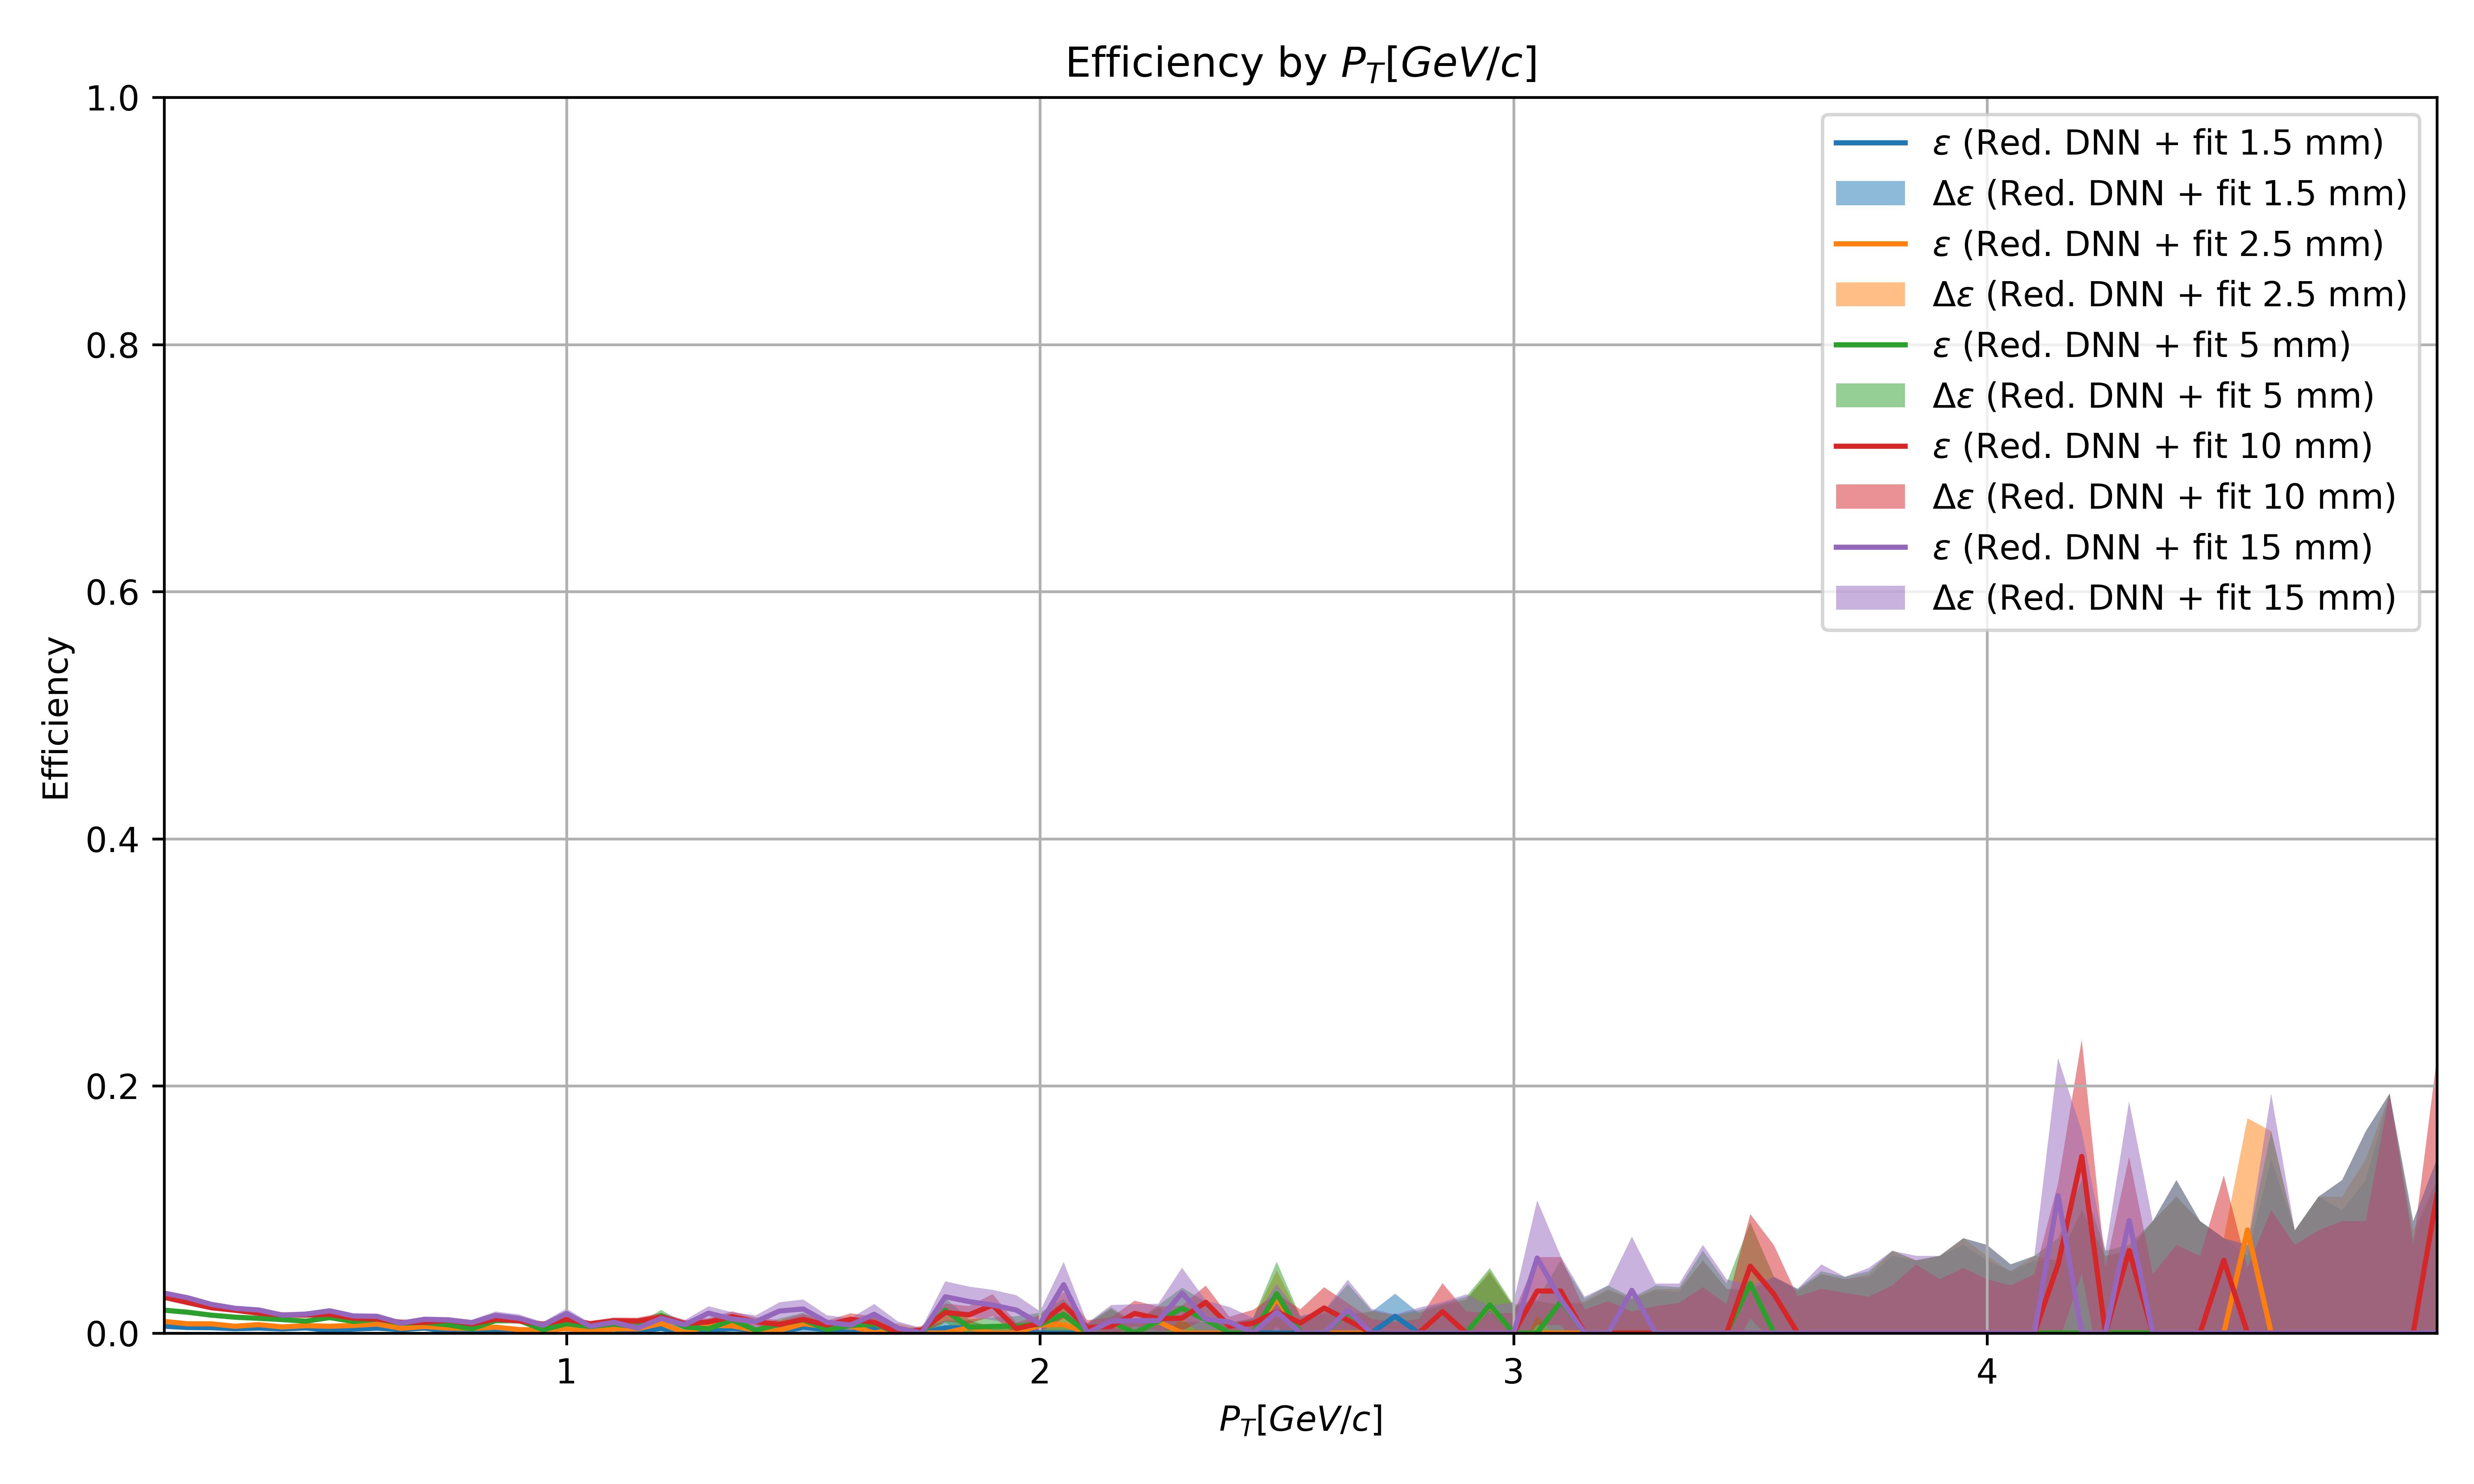 Efficiency by P_T[GeV/c]
1.0
0.8
0.6
0.4
0.2
0.0
Efficiency
ε (Red. DNN + fit 1.5 mm)
Δε (Red. DNN + fit 1.5 mm)
ε (Red. DNN + fit 2.5 mm)
Δε (Red. DNN + fit 2.5 mm)
ε (Red. DNN + fit 5 mm)
Δε (Red. DNN + fit 5 mm)
ε (Red. DNN + fit 10 mm)
Δε (Red. DNN + fit 10 mm)
ε (Red. DNN + fit 15 mm)
Δε (Red. DNN + fit 15 mm)
1 2 3 4
P_T[GeV/c]